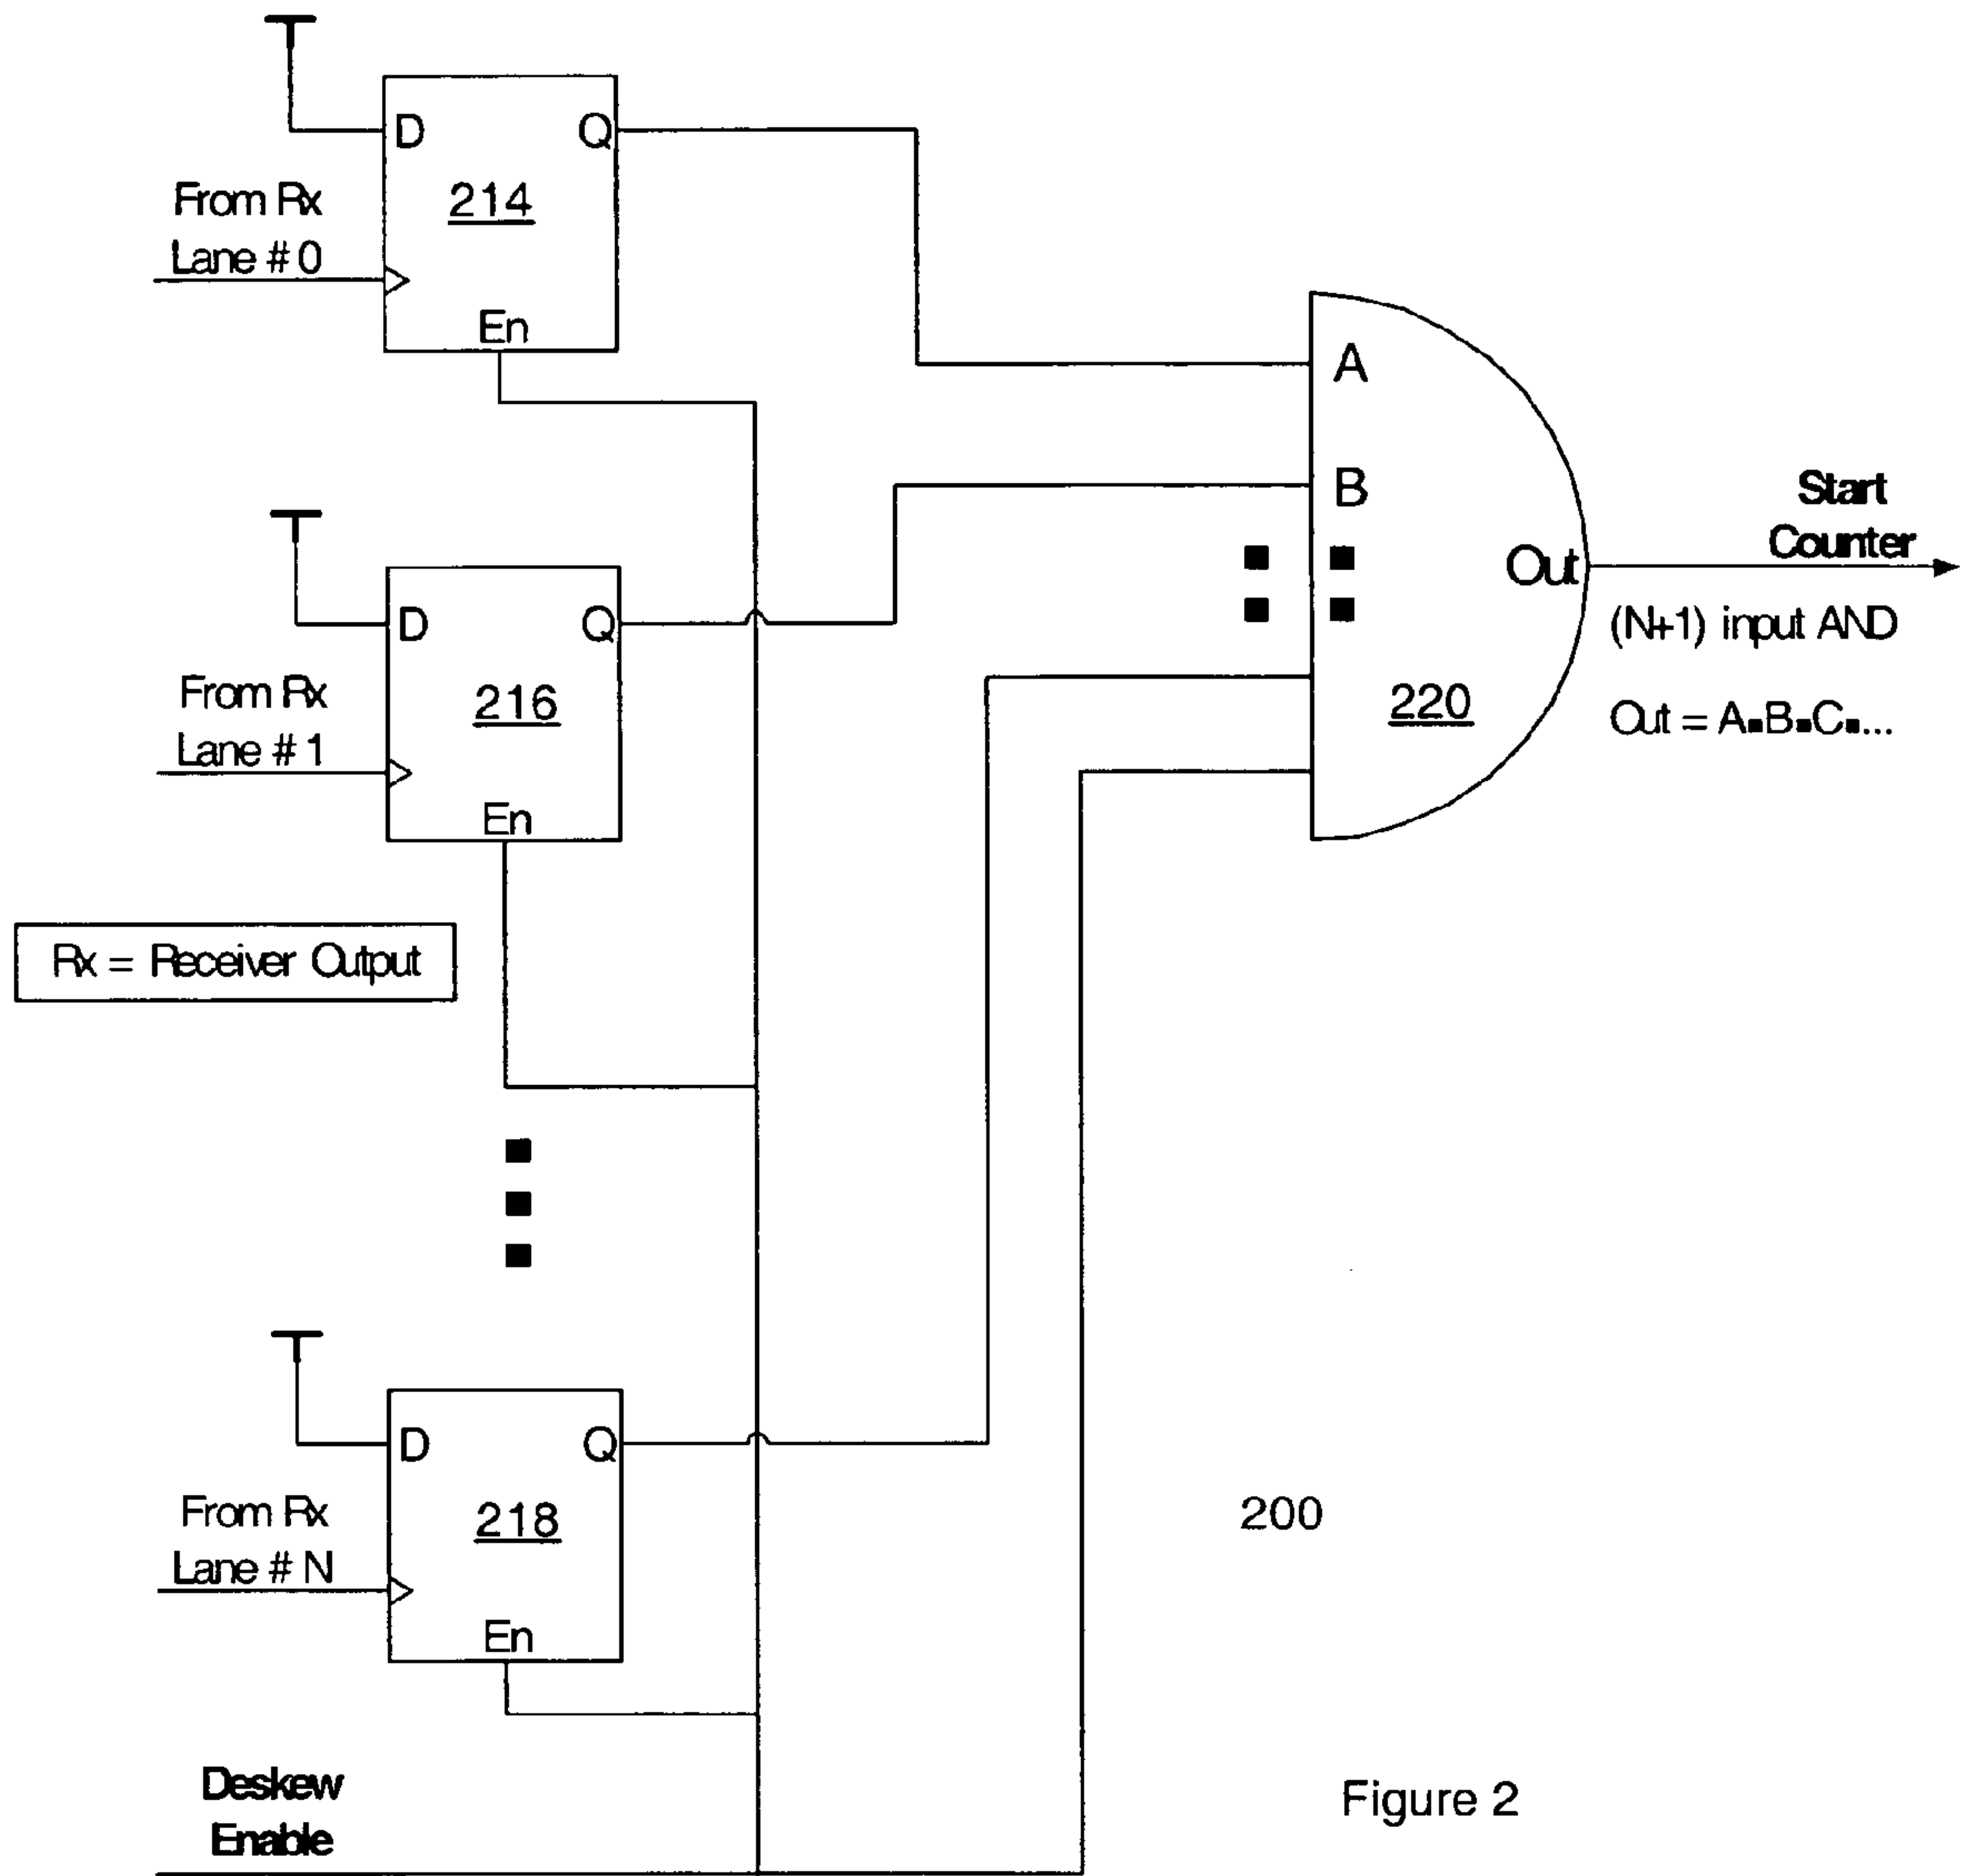 D
Q
From Rx
Lane # 0
214
En
A
B
Out
Start
Counter
(N+1) input AND
Out = A▪B▪C▪...
220
D
Q
From Rx
Lane # 1
216
En
Rx = Receiver Output
D
Q
From Rx
Lane # N
218
En
200
Deskew
Enable
Figure 2